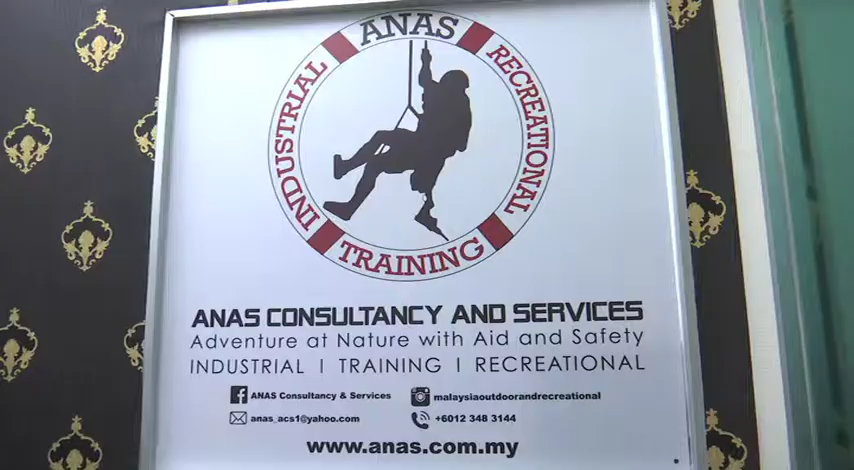 ANAS
INDUSTRIAL
RECREATIONAL
TRAINING
ANAS CONSULTANCY AND SERVICES
Adventure at Nature with Aid and Safety
INDUSTRIAL I TRAINING I RECREATIONAL
ANAS Consultancy & Services
malaysiaoutdoorandrecreational
anas_acs1@yahoo.com
+6012 348 3144
www.anas.com.my